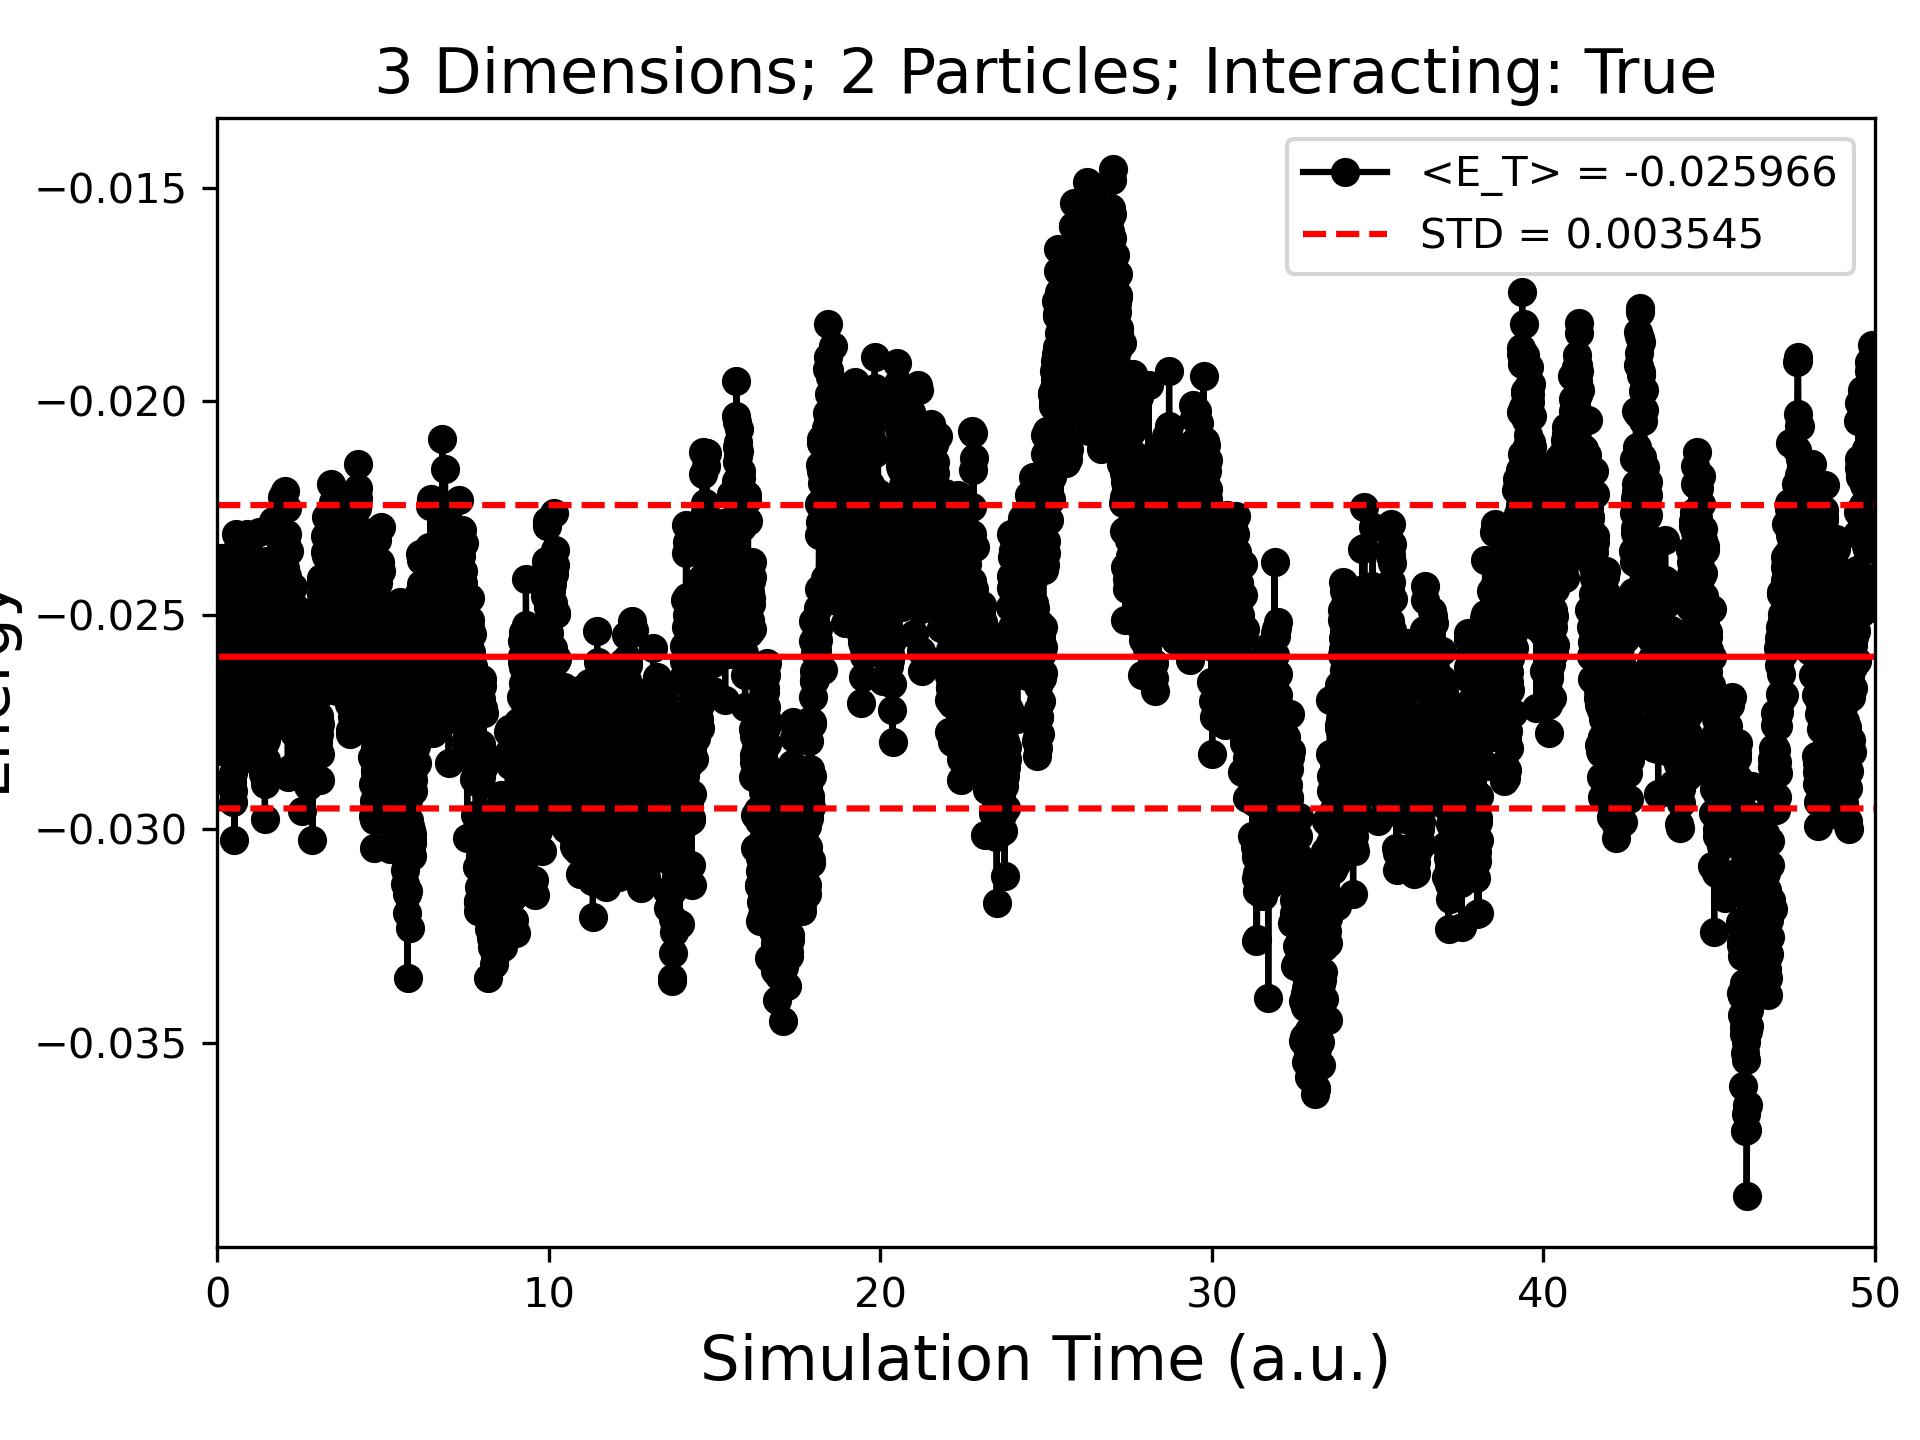 3 Dimensions; 2 Particles; Interacting: True
<E_T> = -0.025966
STD = 0.003545
−0.015
−0.020
−0.025
−0.030
−0.035
Energy
0 10 20 30 40 50
Simulation Time (a.u.)